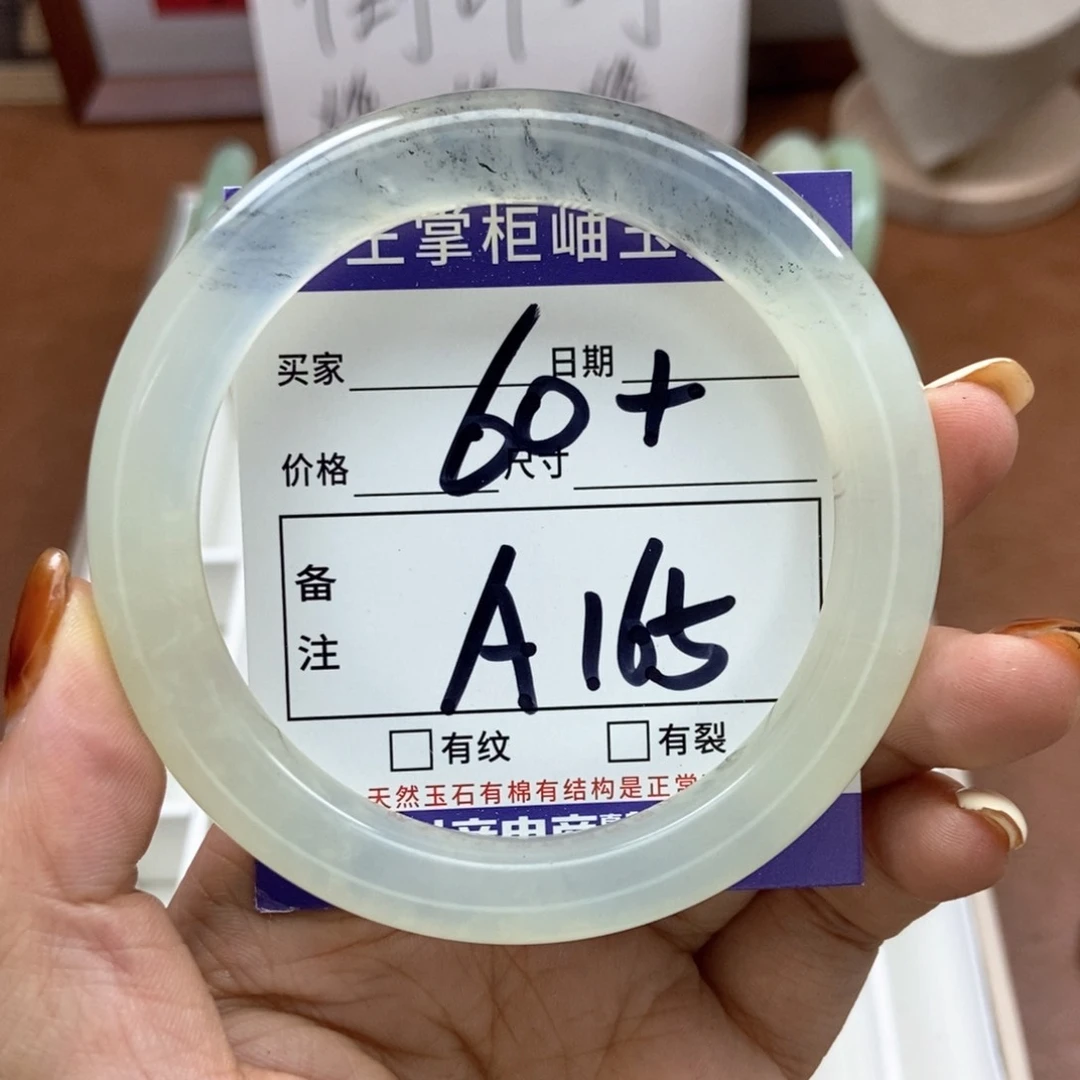 掌柜岫玉
买家 日期
60+
价格 尺寸
备注
A165
有纹 有裂
天然玉石有棉有结构是正常